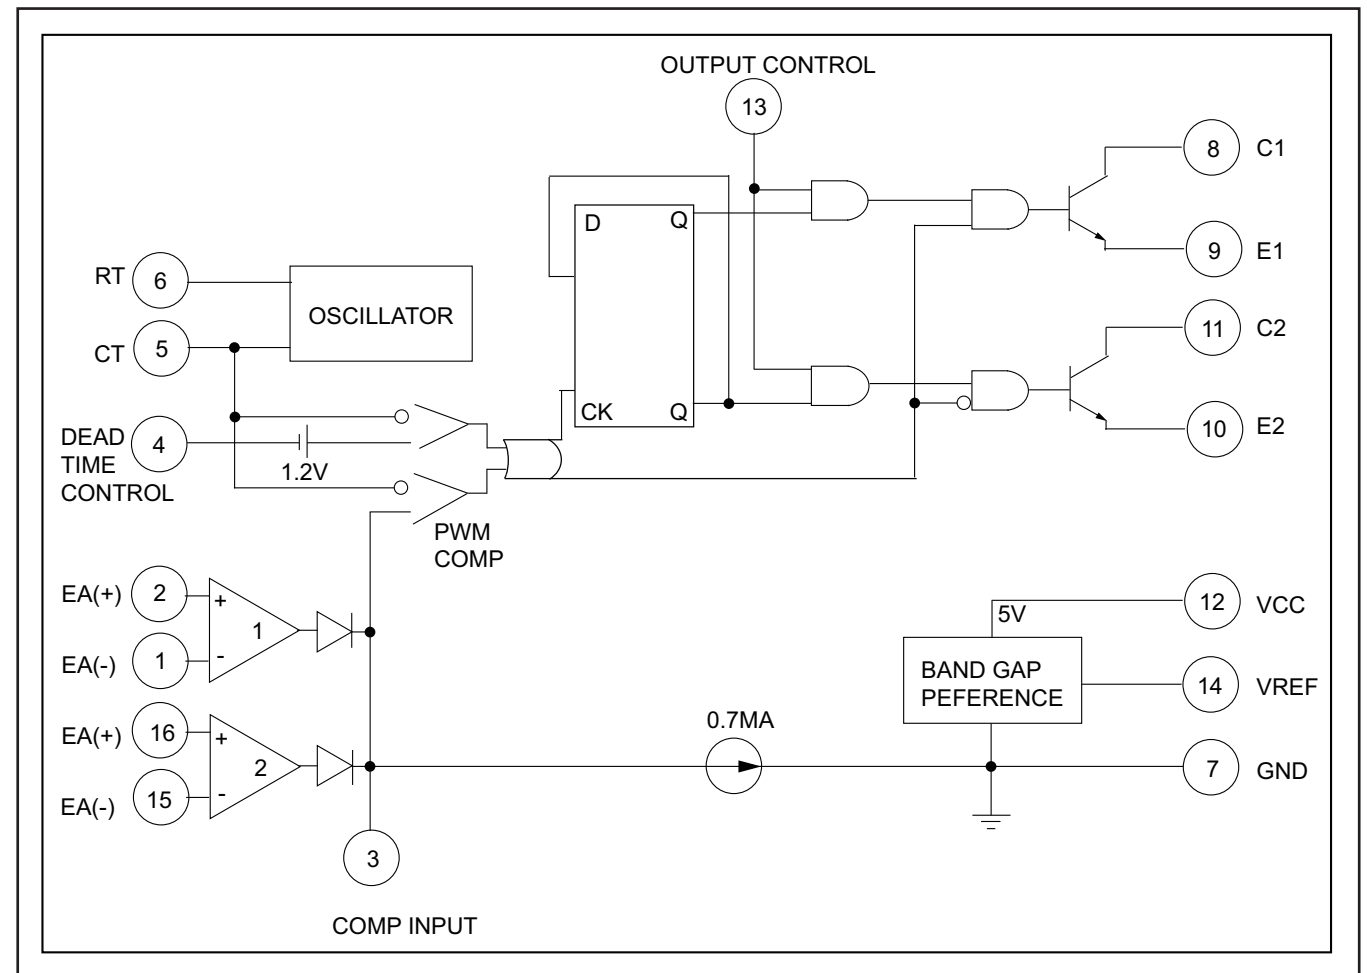 OUTPUT CONTROL
13
8 C1
D Q
9 E1
RT 6
OSCILLATOR
11 C2
CT 5
CK Q
10 E2
DEAD
TIME
CONTROL
4
1.2V
PWM
COMP
EA(+) 2
+
1
-
EA(-) 1
5V
12 VCC
BAND GAP
PEFERENCE
14 VREF
EA(+) 16
+
2
-
EA(-) 15
0.7MA
7 GND
3
COMP INPUT